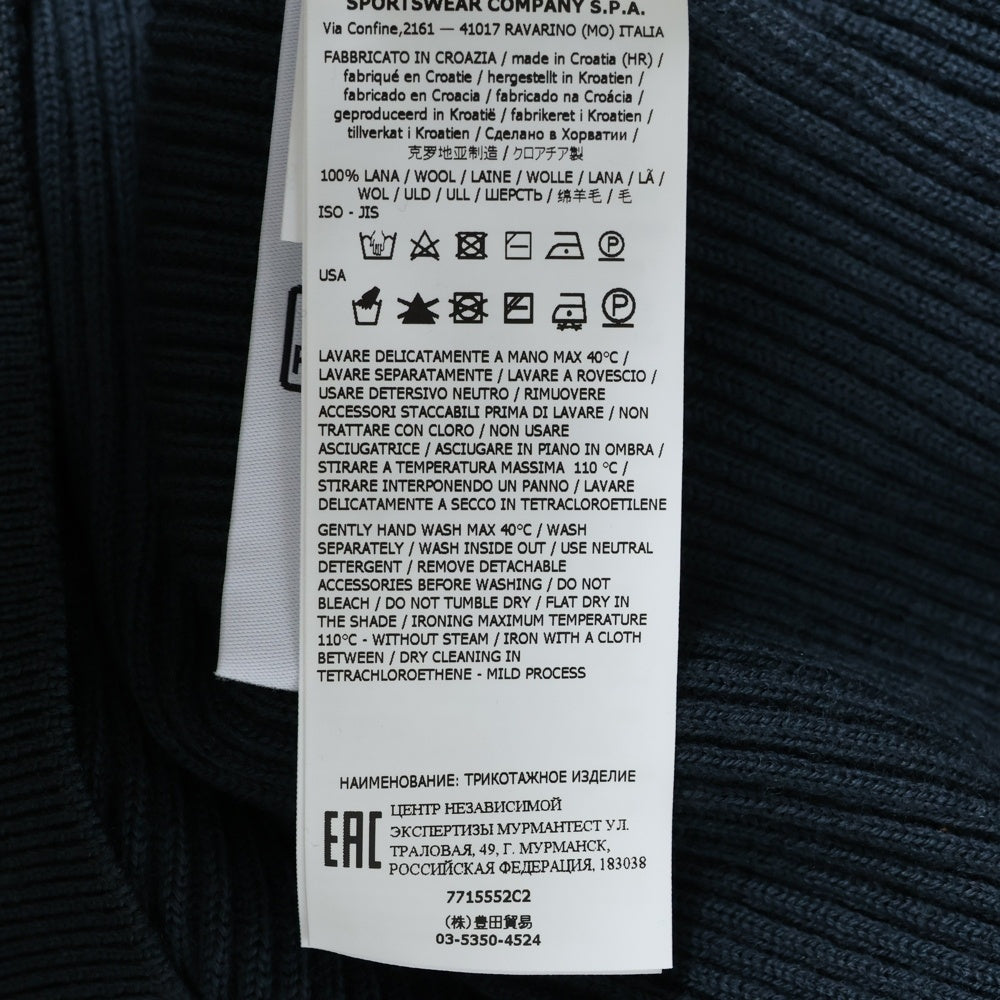 SPORTSWEAR COMPANY S.P.A.
Via Confine,2161 — 41017 RAVARINO (MO) ITALIA
FABBRICATO IN CROAZIA / made in Croatia (HR) /
fabriqué en Croatie / hergestellt in Kroatien /
fabricado en Croacia / fabricado na Croácia /
geproduceerd in Kroatië / fabrikeret i Kroatien /
tillverkat i Kroatien / Сделано в Хорватии /
克罗地亚制造 / クロアチア製
100% LANA / WOOL / LAINE / WOLLE / LANA / LÃ /
WOL / ULD / ULL / ШЕРСТЬ / 绵羊毛 / 毛
ISO - JIS
P
USA
P
LAVARE DELICATAMENTE A MANO MAX 40°C /
LAVARE SEPARATAMENTE / LAVARE A ROVESCIO /
USARE DETERSIVO NEUTRO / RIMUOVERE
ACCESSORI STACCABILI PRIMA DI LAVARE / NON
TRATTARE CON CLORO / NON USARE
ASCIUGATRICE / ASCIUGARE IN PIANO IN OMBRA /
STIRARE A TEMPERATURA MASSIMA 110 °C /
STIRARE INTERPONENDO UN PANNO / LAVARE
DELICATAMENTE A SECCO IN TETRACLOROETILENE
GENTLY HAND WASH MAX 40°C / WASH
SEPARATELY / WASH INSIDE OUT / USE NEUTRAL
DETERGENT / REMOVE DETACHABLE
ACCESSORIES BEFORE WASHING / DO NOT
BLEACH / DO NOT TUMBLE DRY / FLAT DRY IN
THE SHADE / IRONING MAXIMUM TEMPERATURE
110°C - WITHOUT STEAM / IRON WITH A CLOTH
BETWEEN / DRY CLEANING IN
TETRACHLOROETHENE - MILD PROCESS
НАИМЕНОВАНИЕ: ТРИКОТАЖНОЕ ИЗДЕЛИЕ
EAC
ЦЕНТР НЕЗАВИСИМОЙ
ЭКСПЕРТИЗЫ МУРМАНТЕСТ УЛ.
ТРАЛОВАЯ, 49, Г. МУРМАНСК,
РОССИЙСКАЯ ФЕДЕРАЦИЯ, 183038
7715552C2
(株)豊田貿易
03-5350-4524